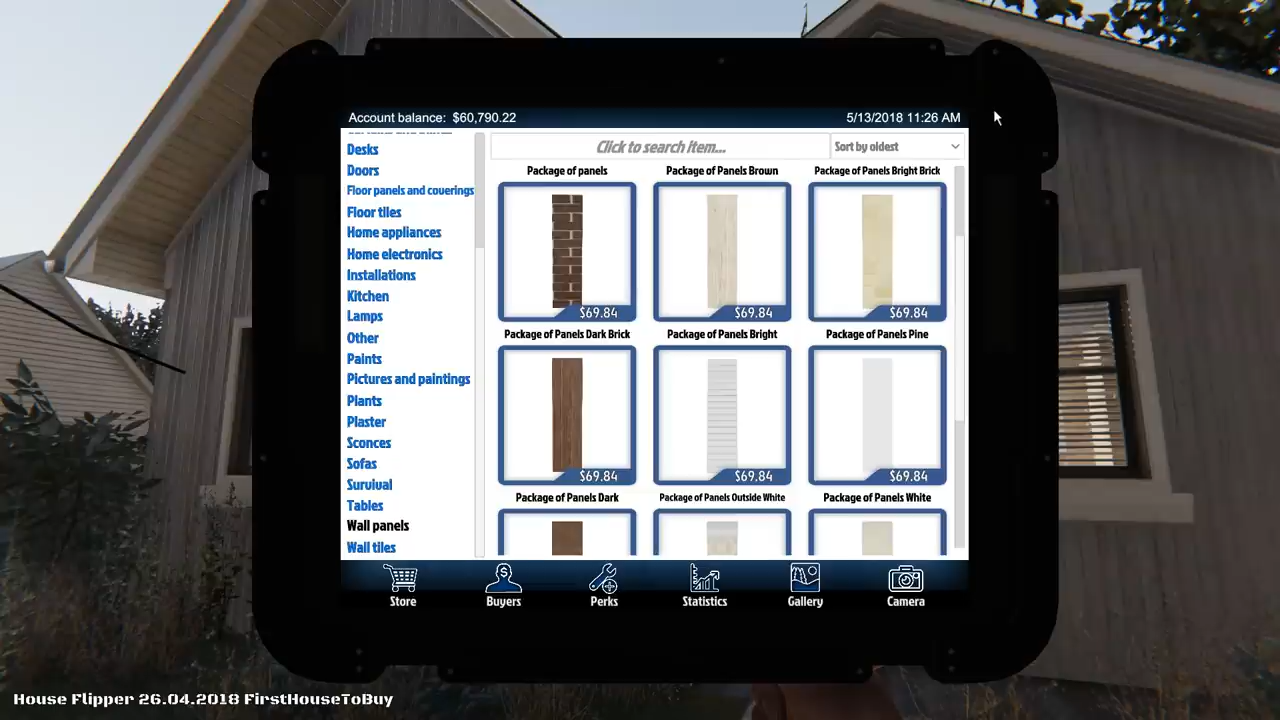 Account balance: $60,790.22
5/13/2018 11:26 AM
Desks
Doors
Floor panels and coverings
Floor tiles
Home appliances
Home electronics
Installations
Kitchen
Lamps
Other
Paints
Pictures and paintings
Plants
Plaster
Sconces
Sofas
Survival
Tables
Wall panels
Wall tiles
Click to search item...
Sort by oldest
Package of panels
Package of Panels Brown
Package of Panels Bright Brick
$69.84
$69.84
$69.84
Package of Panels Dark Brick
Package of Panels Bright
Package of Panels Pine
$69.84
$69.84
$69.84
Package of Panels Dark
Package of Panels Outside White
Package of Panels White
Store
Buyers
Perks
Statistics
Gallery
Camera
House Flipper 26.04.2018 FirstHouseToBuy